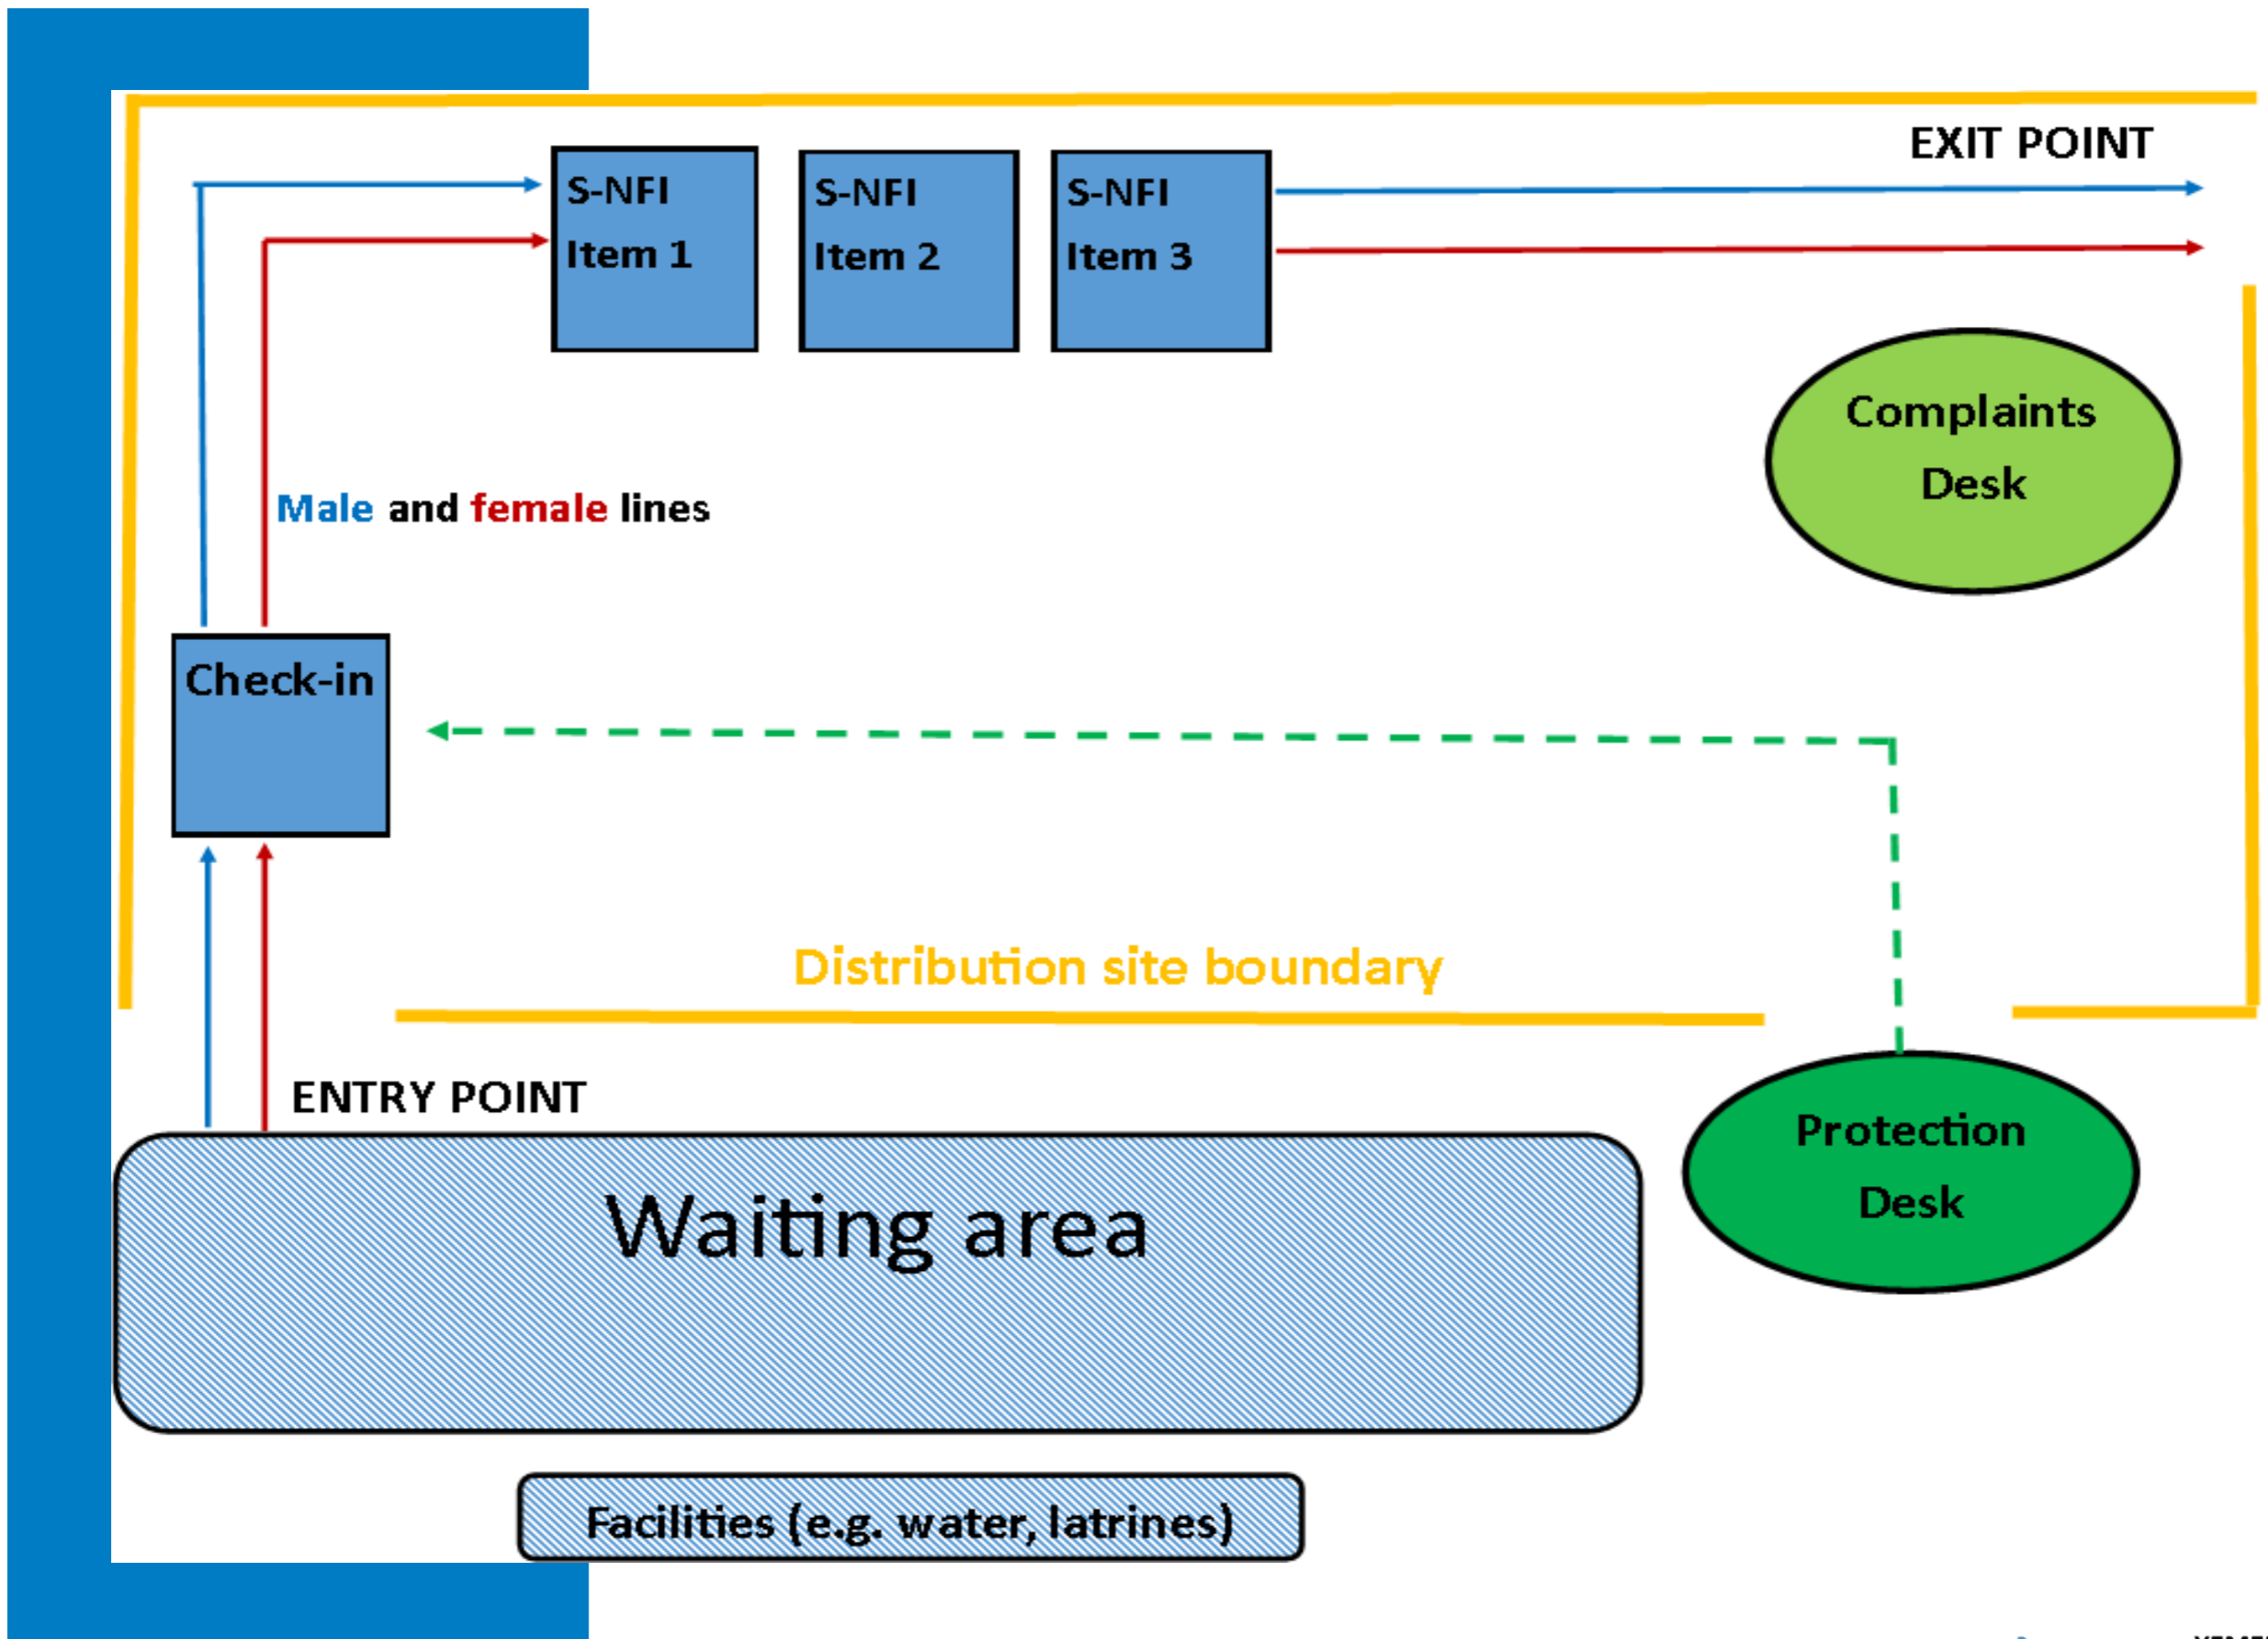 EXIT POINT
S-NFI
Item 1
S-NFI
Item 2
S-NFI
Item 3
Complaints
Desk
Male and female lines
Check-in
Distribution site boundary
ENTRY POINT
Protection
Desk
Waiting area
Facilities (e.g. water, latrines)